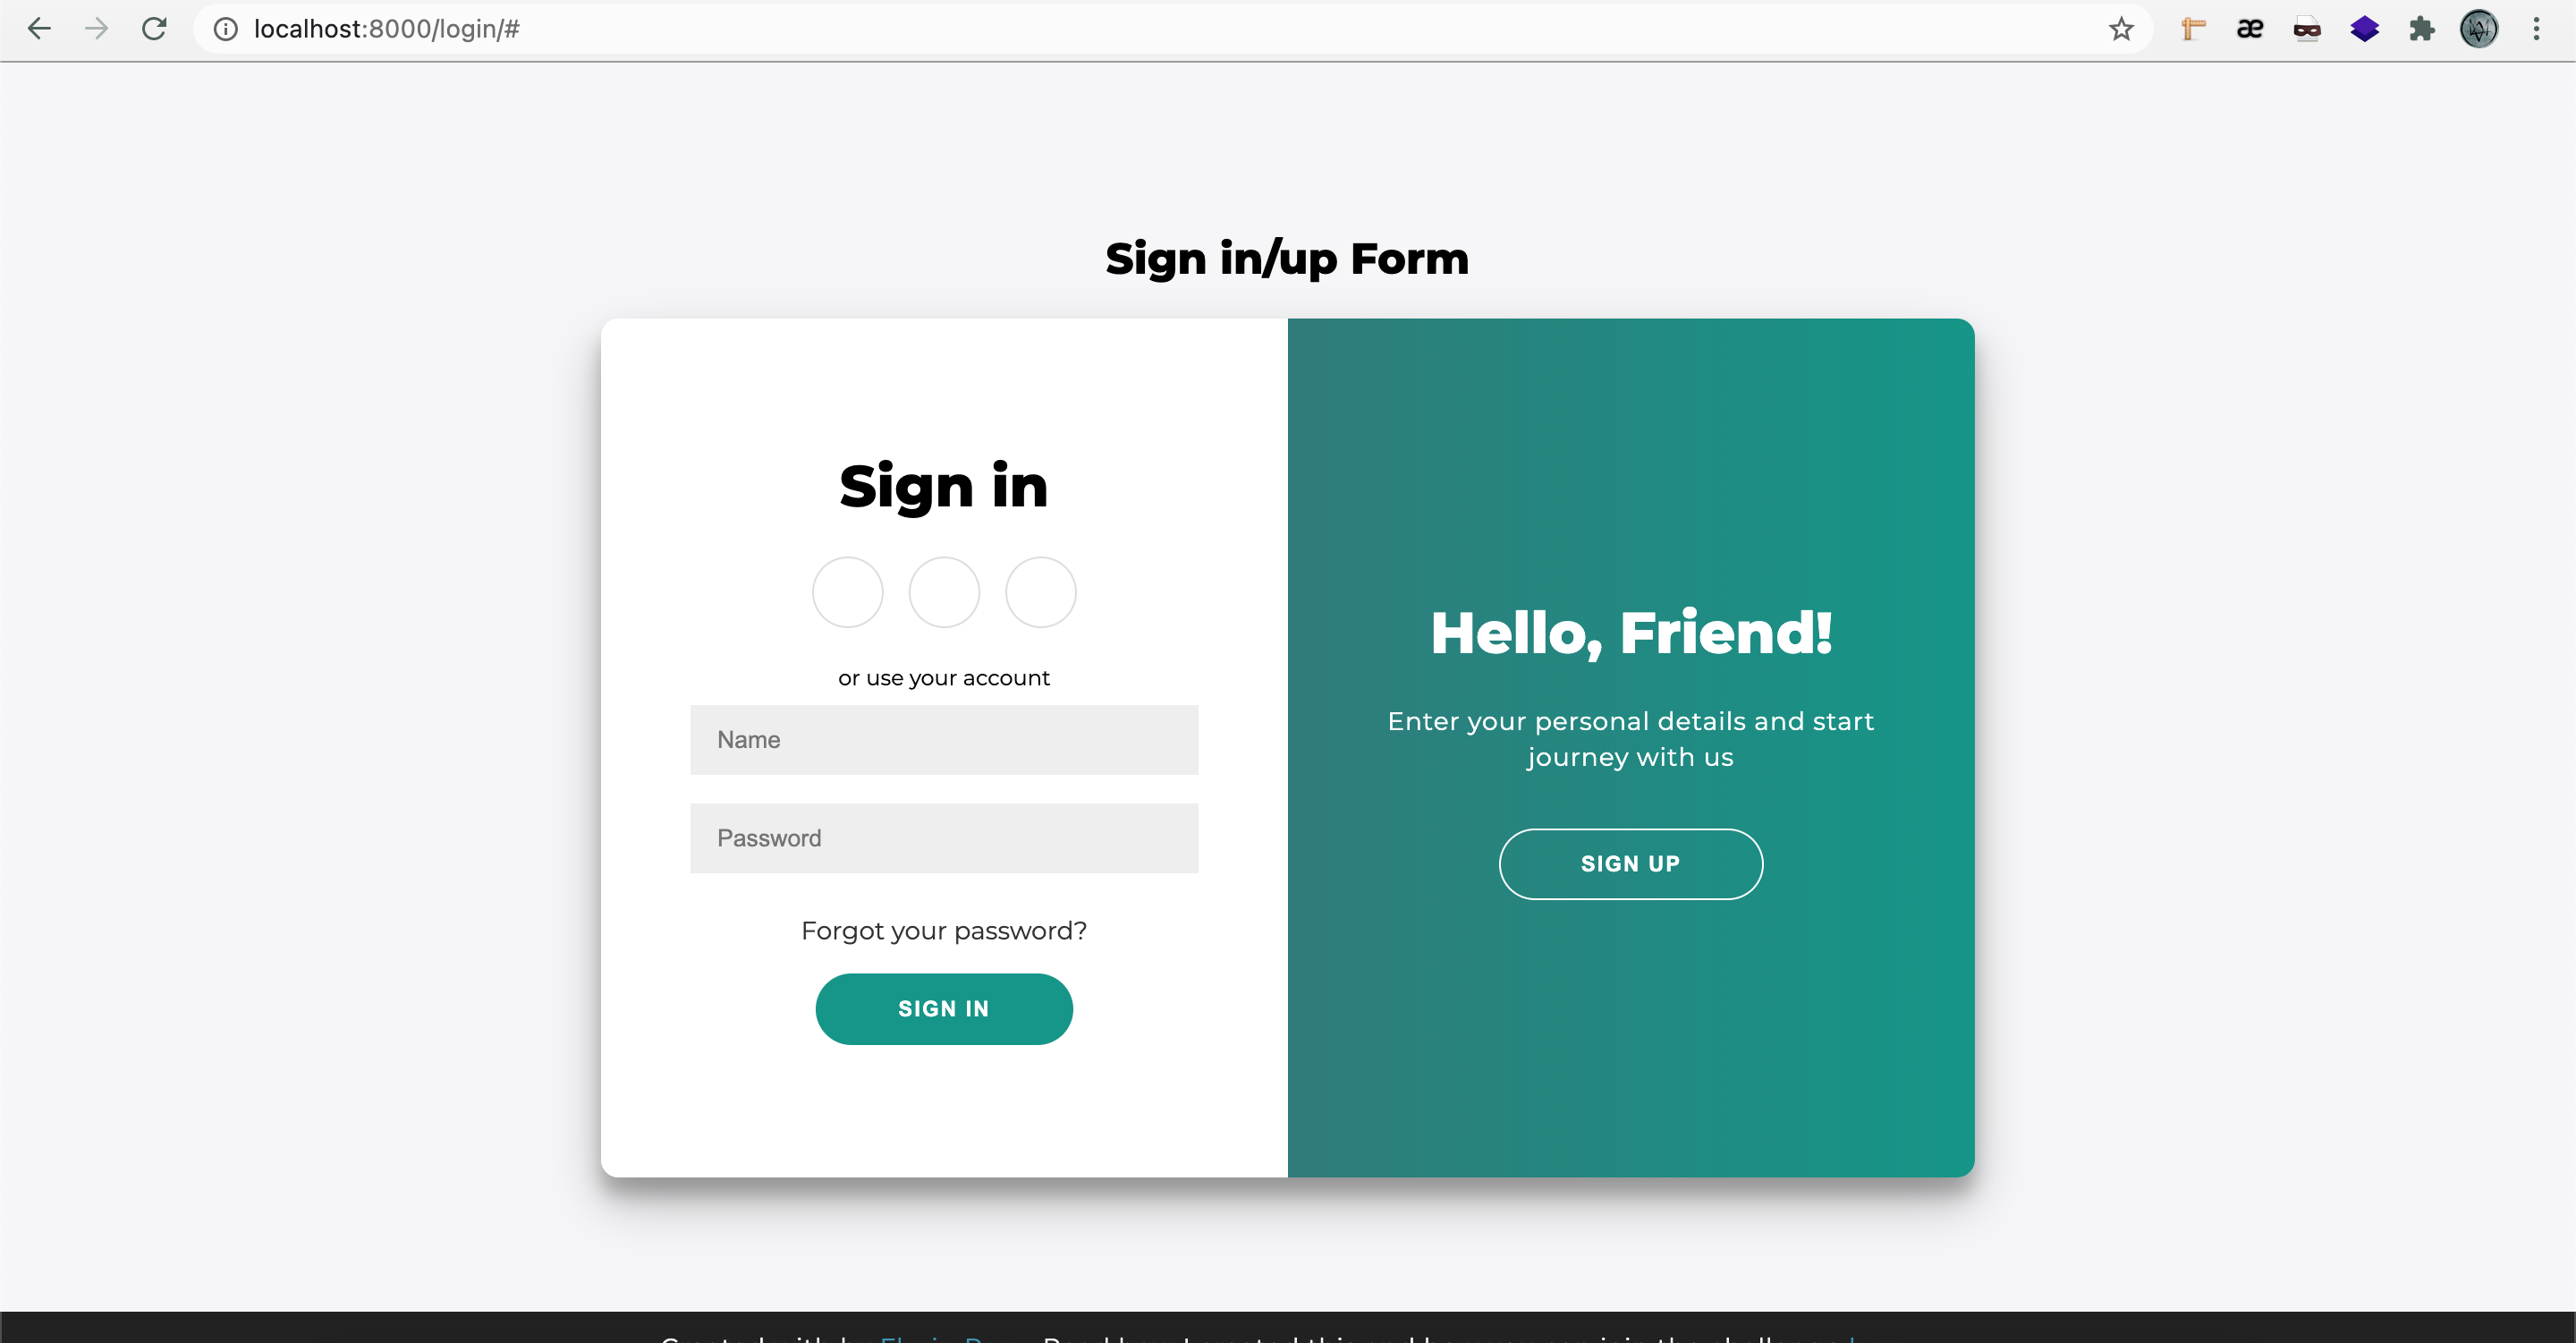 localhost:8000/login/#
æ
Sign in/up Form
Sign in
or use your account
Name
Password
Forgot your password?
SIGN IN
Hello, Friend!
Enter your personal details and start
journey with us
SIGN UP